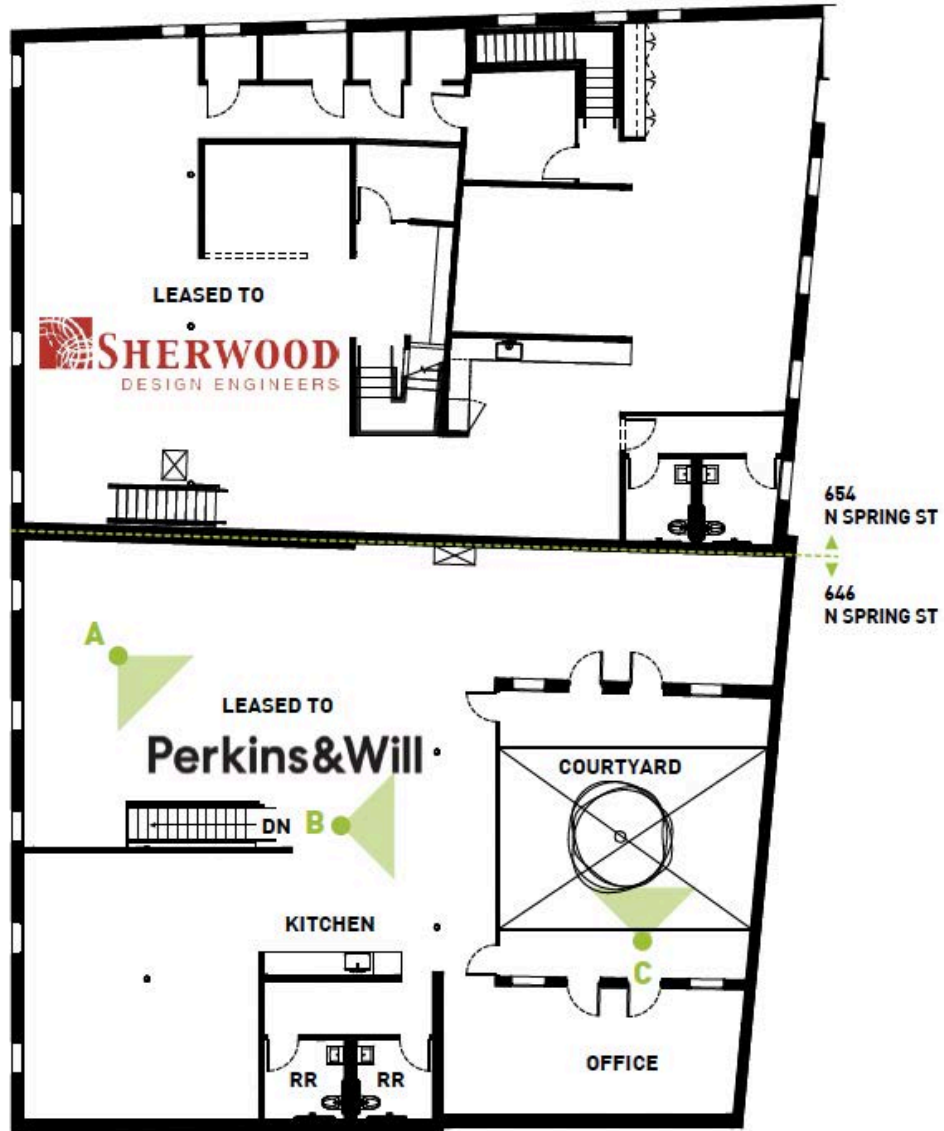 LEASED TO
SHERWOOD
DESIGN ENGINEERS
654
N SPRING ST
646
N SPRING ST
A
LEASED TO
Perkins&Will
COURTYARD
DN
B
KITCHEN
C
RR
RR
OFFICE